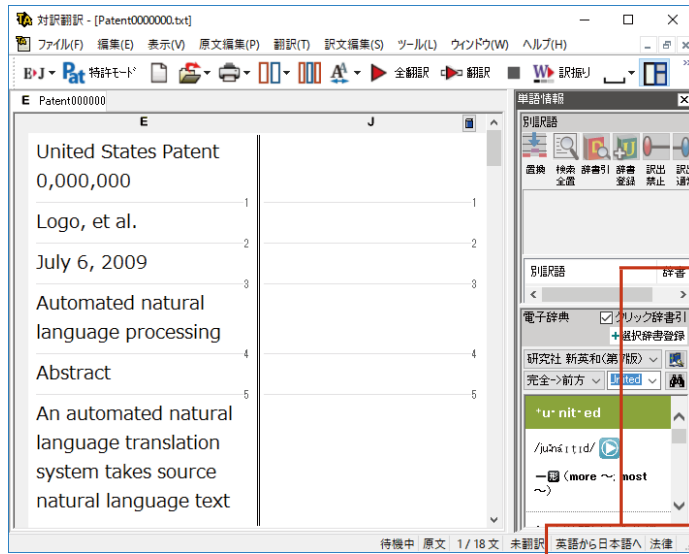 対訳翻訳 - [Patent0000000.txt]
ファイル(F) 編集(E) 表示(V) 原文編集(P) 翻訳(T) 訳文編集(S) ツール(L) ウィンドウ(W) ヘルプ(H)
E▸J Pat 特許モード 全翻訳 翻訳 訳振り
E Patent000000
E J
United States Patent
0,000,000
1 1
Logo, et al.
2 2
July 6, 2009
3 3
Automated natural
language processing
4 4
Abstract
5 5
An automated natural
language translation
system takes source
natural language text
単語情報
別訳語
置換 検索全置 辞書引 辞書登録 訳出禁止
別訳語 辞書
電子辞典 クリック辞書引
+選択辞書登録
研究社 新英和(第7版)
完全->前方 United
*u·nit·ed
(more ～; most
～)
待機中 原文 1/18文 未翻訳 英語から日本語へ 法律